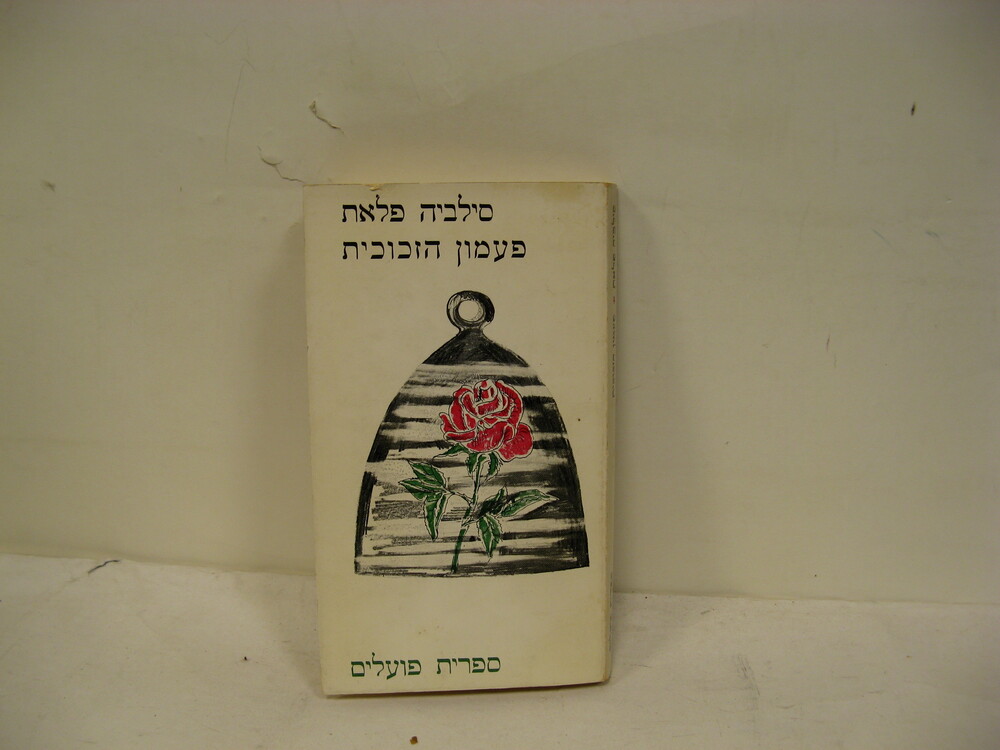 סילביה פלאת
פעמון הזכוכית
ספרית פועלים